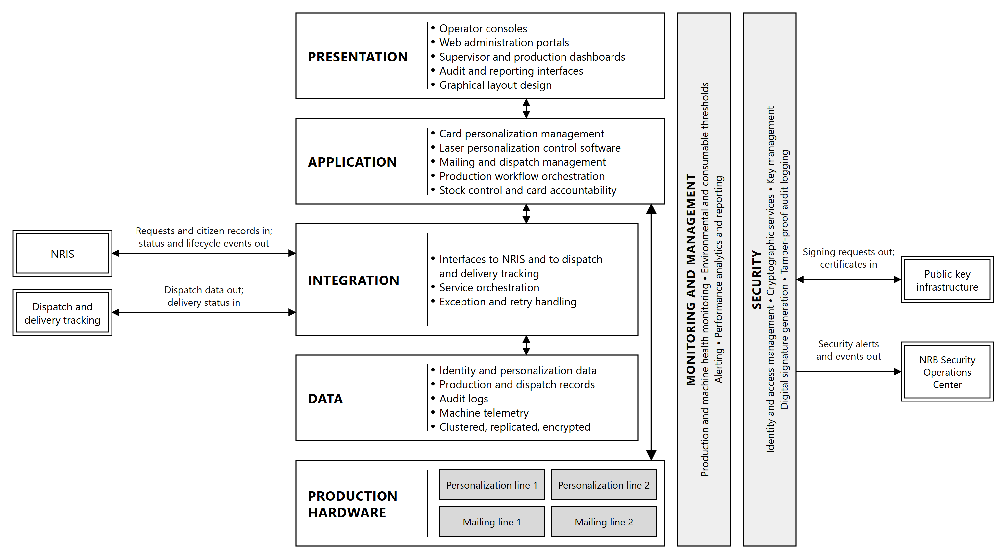 PRESENTATION
• Operator consoles
• Web administration portals
• Supervisor and production dashboards
• Audit and reporting interfaces
• Graphical layout design
APPLICATION
• Card personalization management
• Laser personalization control software
• Mailing and dispatch management
• Production workflow orchestration
• Stock control and card accountability
NRIS
Requests and citizen records in;
status and lifecycle events out
Dispatch and
delivery tracking
Dispatch data out;
delivery status in
INTEGRATION
• Interfaces to NRIS and to dispatch
and delivery tracking
• Service orchestration
• Exception and retry handling
DATA
• Identity and personalization data
• Production and dispatch records
• Audit logs
• Machine telemetry
• Clustered, replicated, encrypted
PRODUCTION
HARDWARE
Personalization line 1
Personalization line 2
Mailing line 1
Mailing line 2
MONITORING AND MANAGEMENT
Production and machine health monitoring • Environmental and consumable thresholds
Alerting • Performance analytics and reporting
SECURITY
Identity and access management • Cryptographic services • Key management
Digital signature generation • Tamper-proof audit logging
Signing requests out;
certificates in
Public key
infrastructure
Security alerts
and events out
NRB Security
Operations
Center